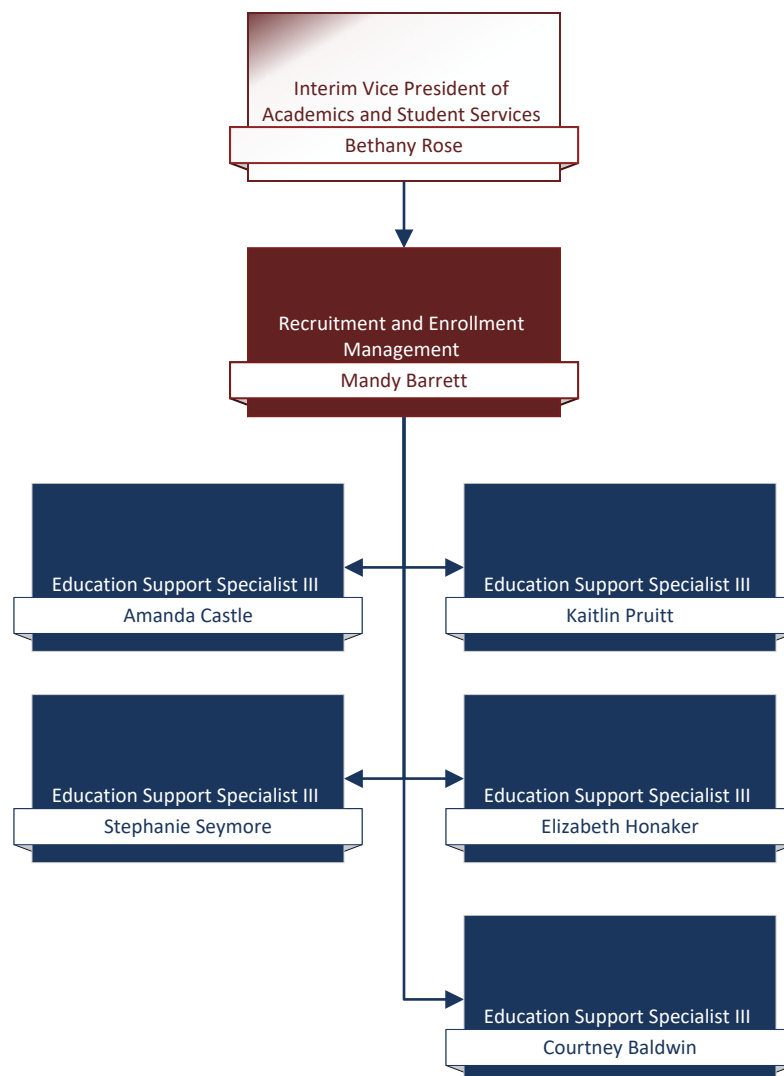 Interim Vice President of
Academics and Student Services
Bethany Rose
Recruitment and Enrollment
Management
Mandy Barrett
Education Support Specialist III
Amanda Castle
Education Support Specialist III
Kaitlin Pruitt
Education Support Specialist III
Stephanie Seymore
Education Support Specialist III
Elizabeth Honaker
Education Support Specialist III
Courtney Baldwin